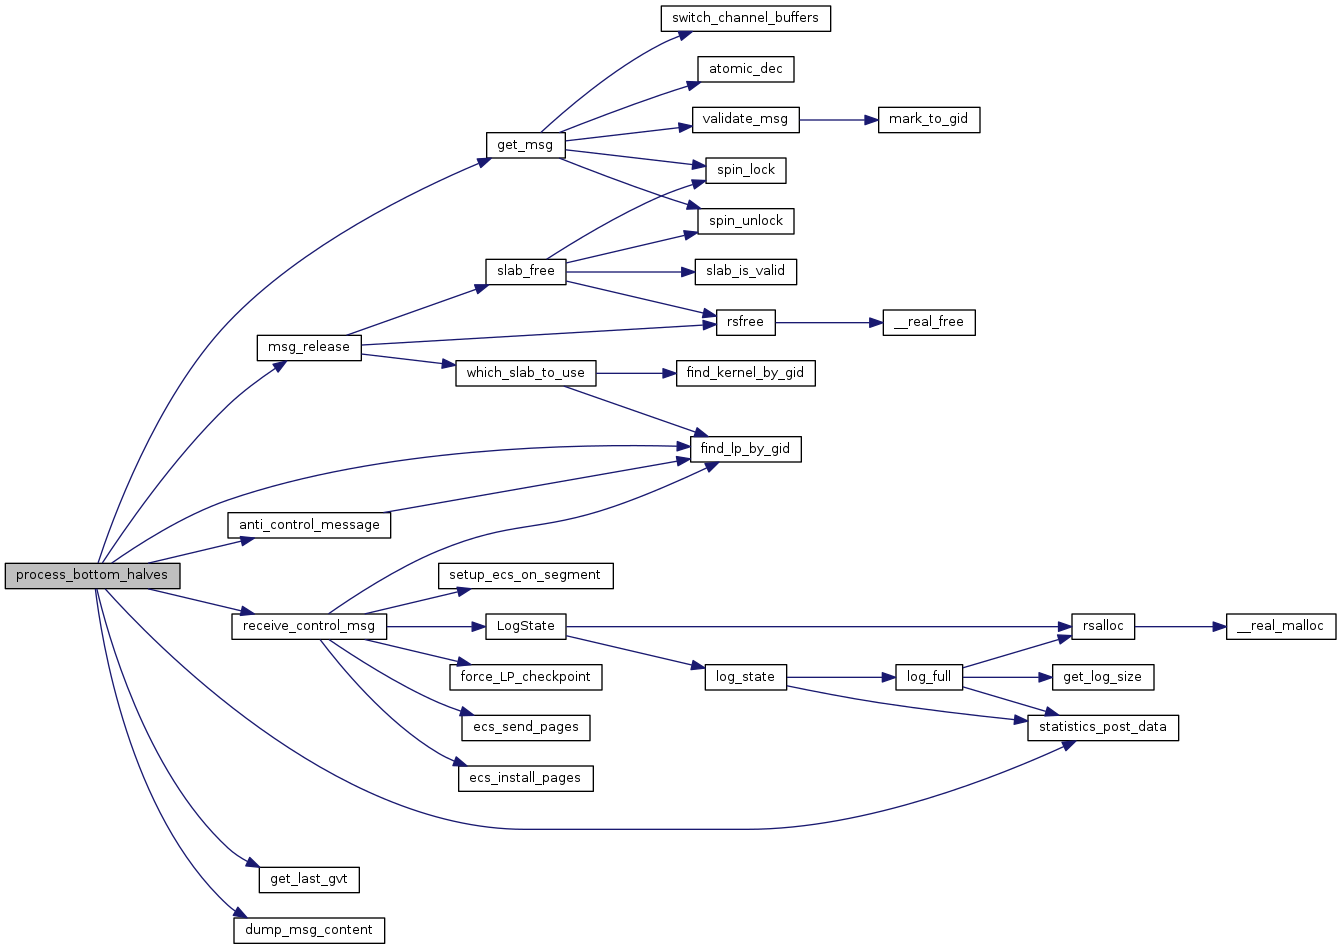 switch_channel_buffers
atomic_dec
validate_msg
mark_to_gid
get_msg
spin_lock
spin_unlock
slab_free
slab_is_valid
rsfree
__real_free
msg_release
which_slab_to_use
find_kernel_by_gid
find_lp_by_gid
anti_control_message
process_bottom_halves
setup_ecs_on_segment
receive_control_msg
LogState
rsalloc
__real_malloc
force_LP_checkpoint
log_state
log_full
get_log_size
ecs_send_pages
statistics_post_data
ecs_install_pages
get_last_gvt
dump_msg_content